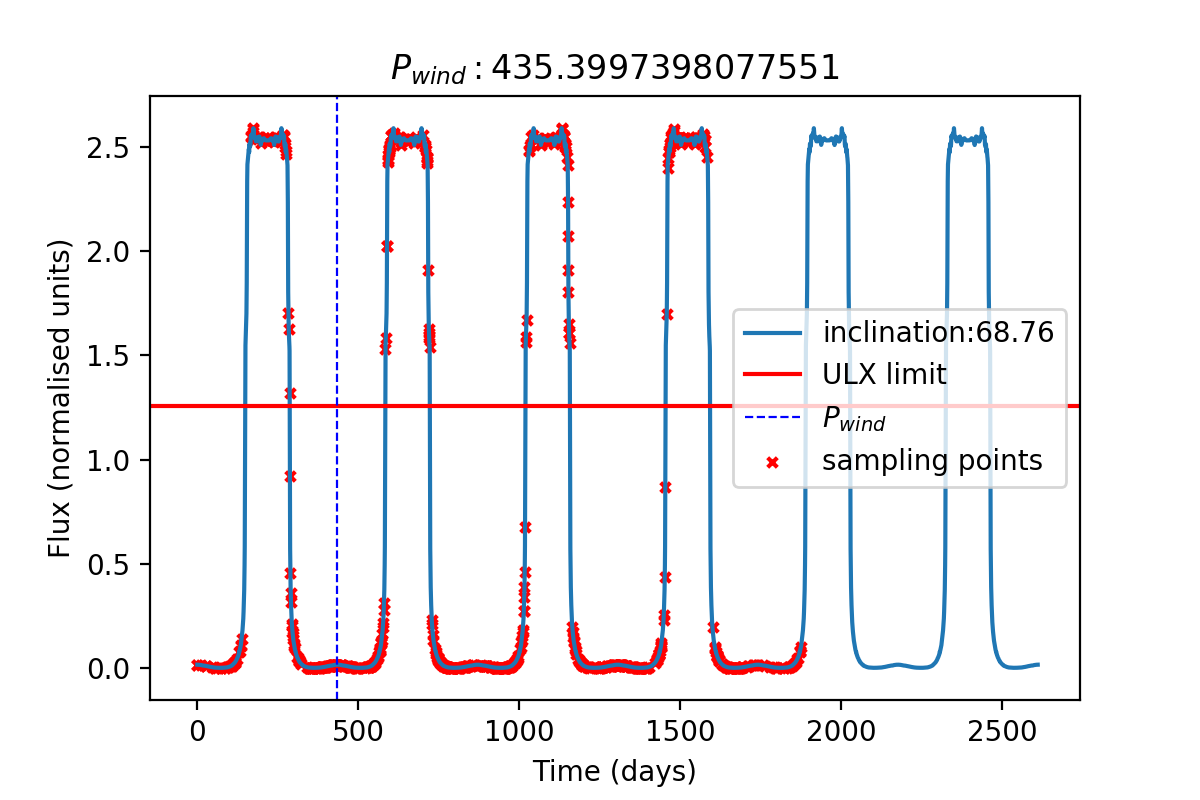 P_wind : 435.3997398077551
Flux (normalised units)
2.5
2.0
1.5
1.0
0.5
0.0
inclination:68.76
ULX limit
P_wind
sampling points
0 500 1000 1500 2000 2500
Time (days)